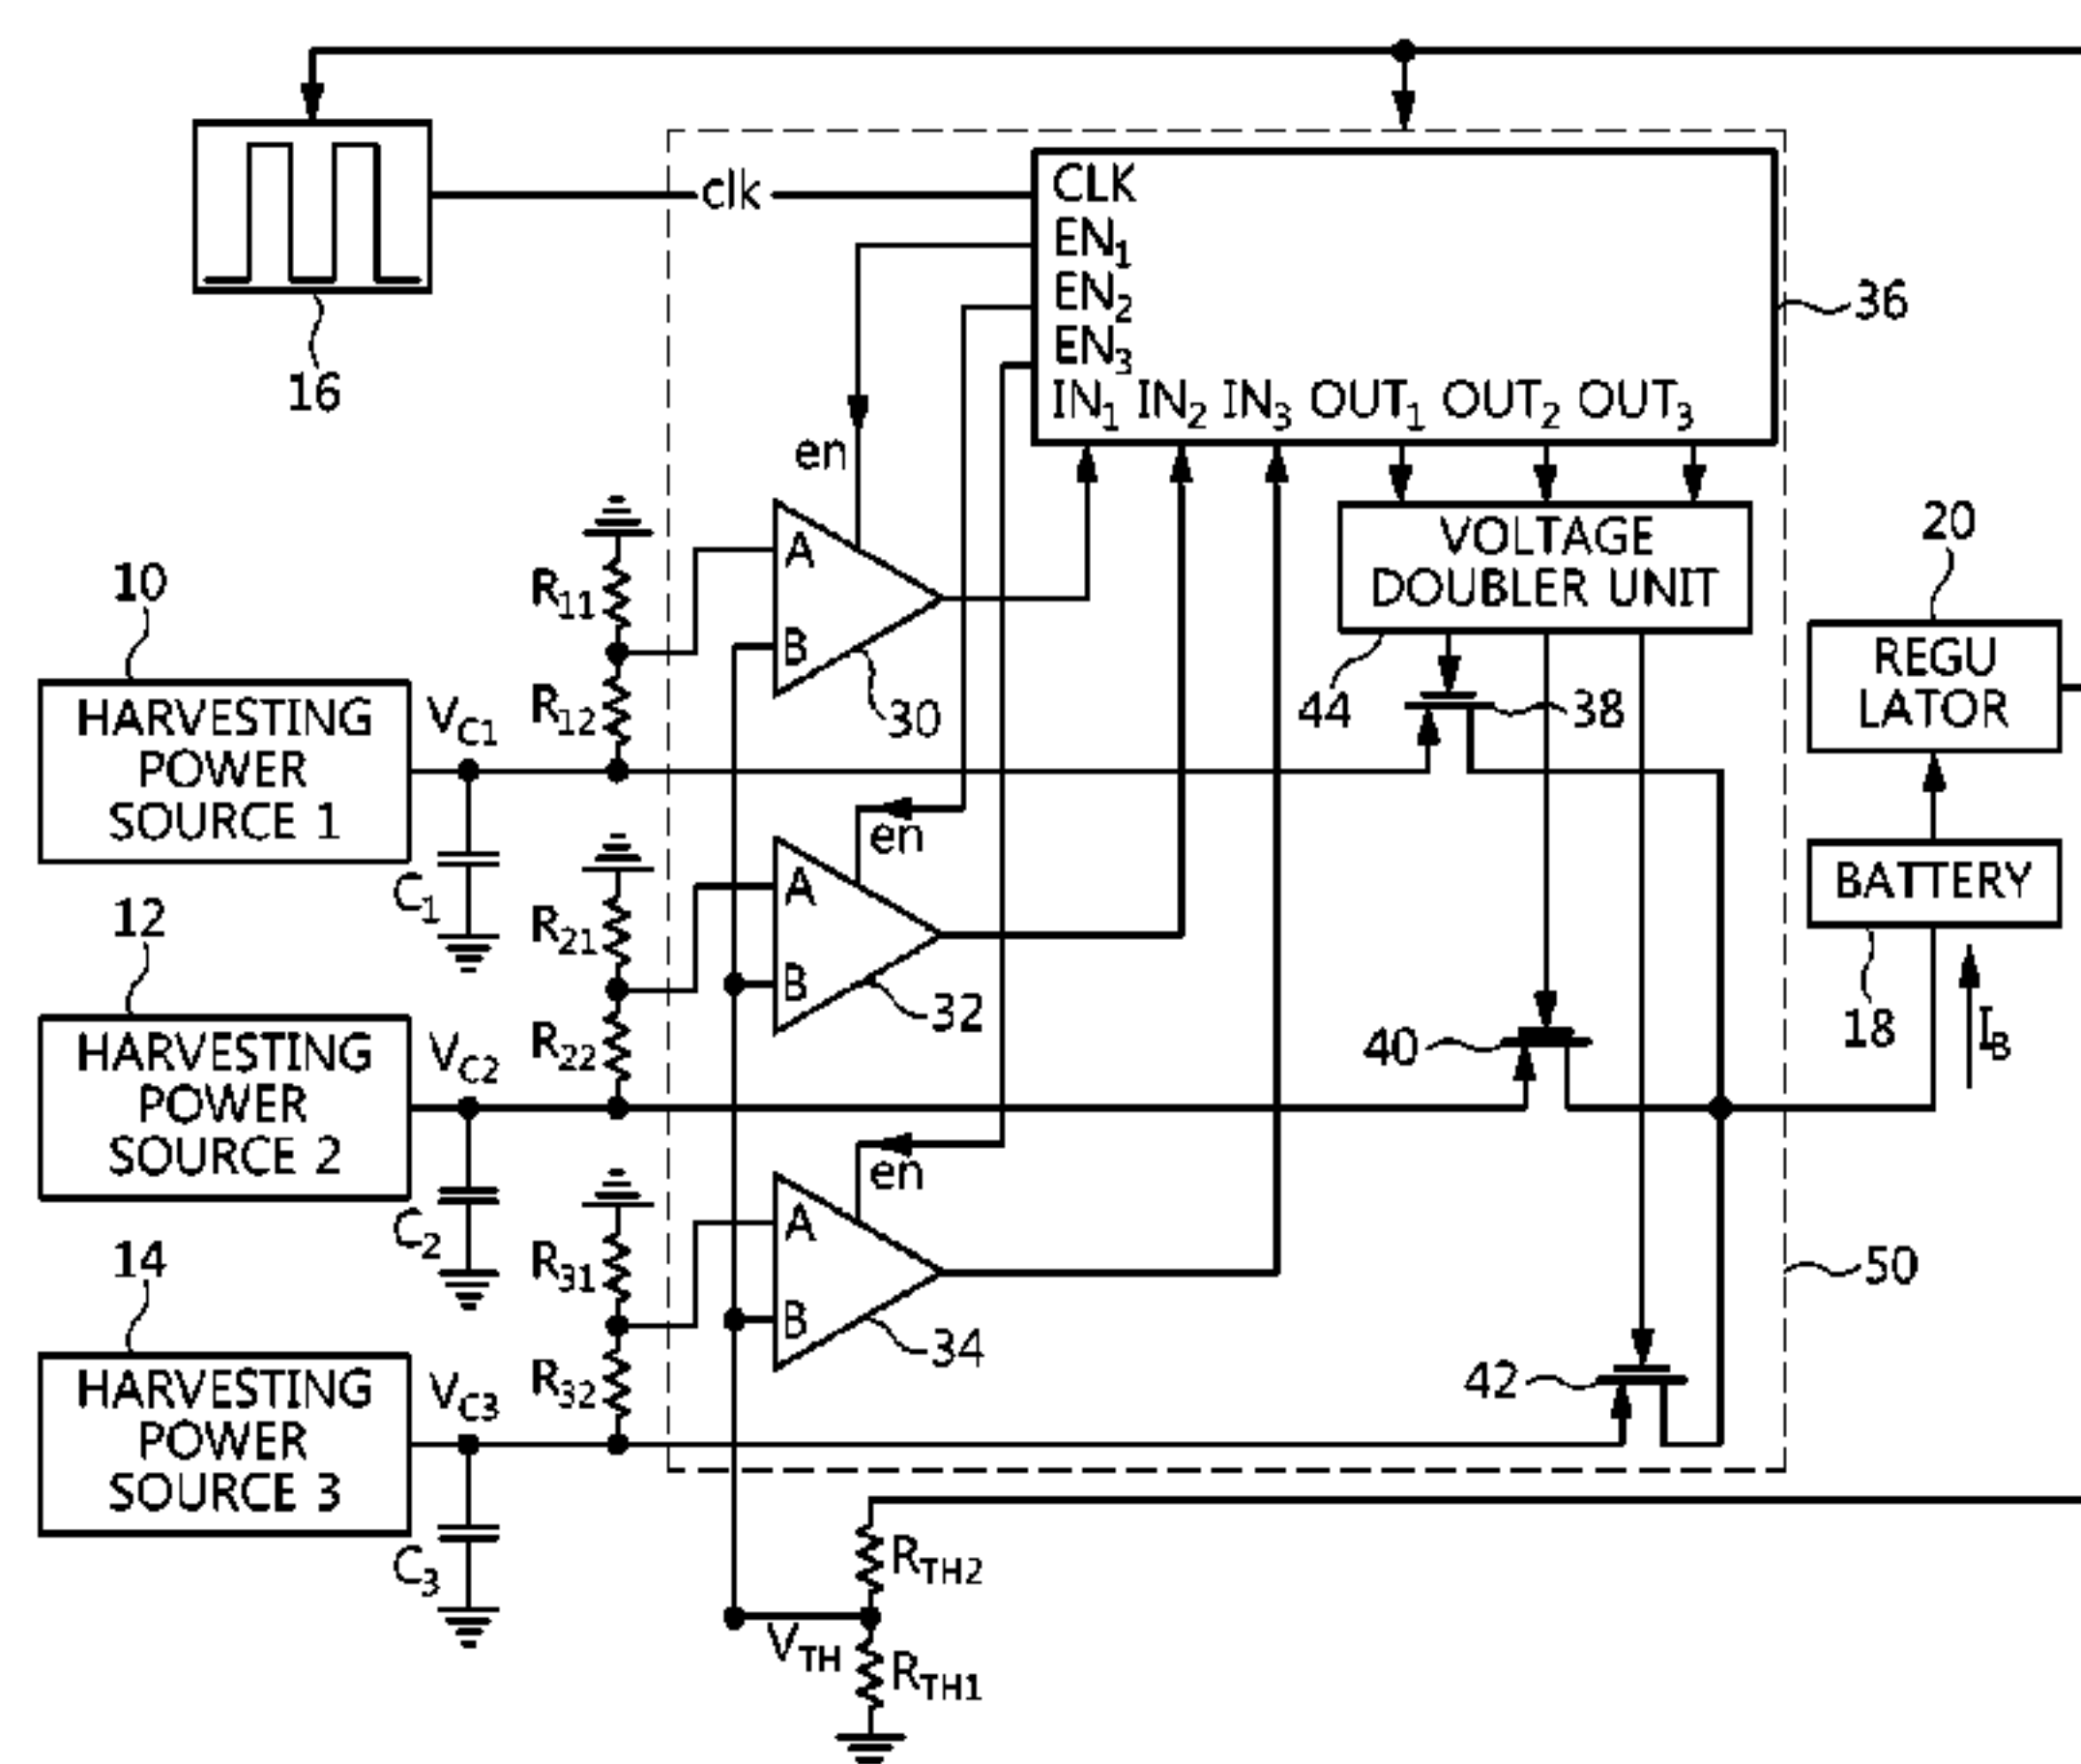 clk
CLK
EN1
EN2
EN3
IN1 IN2 IN3 OUT1 OUT2 OUT3
36
16
en
A
B
30
R11
R12
VOLTAGE
DOUBLER UNIT
44
38
20
REGU
LATOR
10
HARVESTING
POWER
SOURCE 1
VC1
C1
en
A
B
32
R21
R22
BATTERY
18
IB
12
HARVESTING
POWER
SOURCE 2
VC2
C2
40
en
A
B
34
R31
R32
50
14
HARVESTING
POWER
SOURCE 3
VC3
C3
42
RTH2
VTH
RTH1